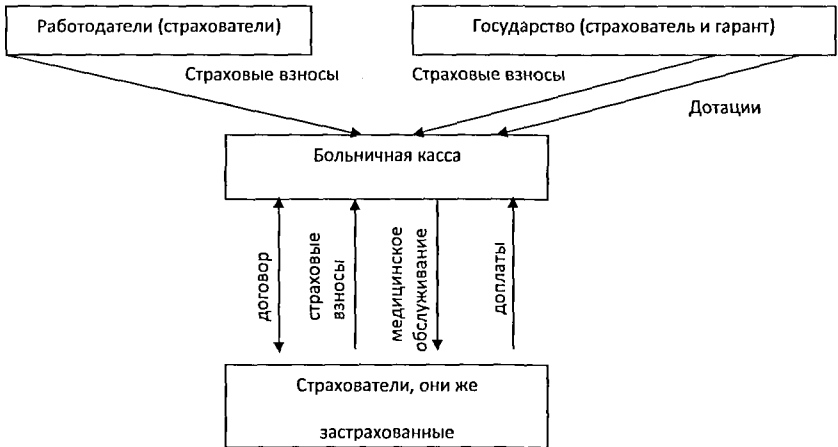 Работодатели (страхователи)
Государство (страхователь и гарант)
Страховые взносы
Страховые взносы
Дотации
Больничная касса
договор
страховые
взносы
медицинское
обслуживание
доплаты
Страхователи, они же
застрахованные